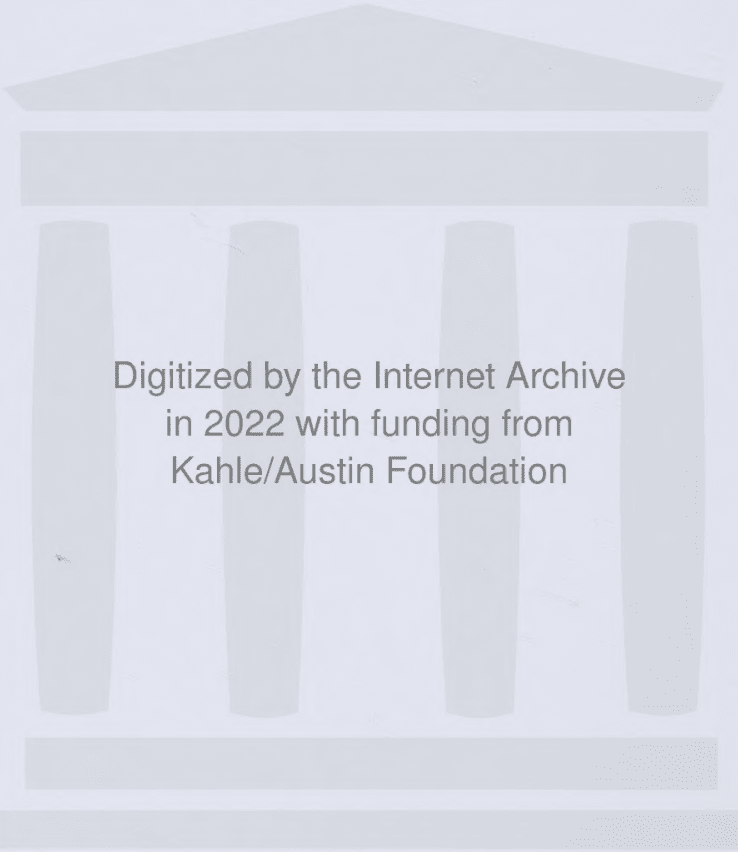 Digitized by the Internet Archive
in 2022 with funding from
Kahle/Austin Foundation